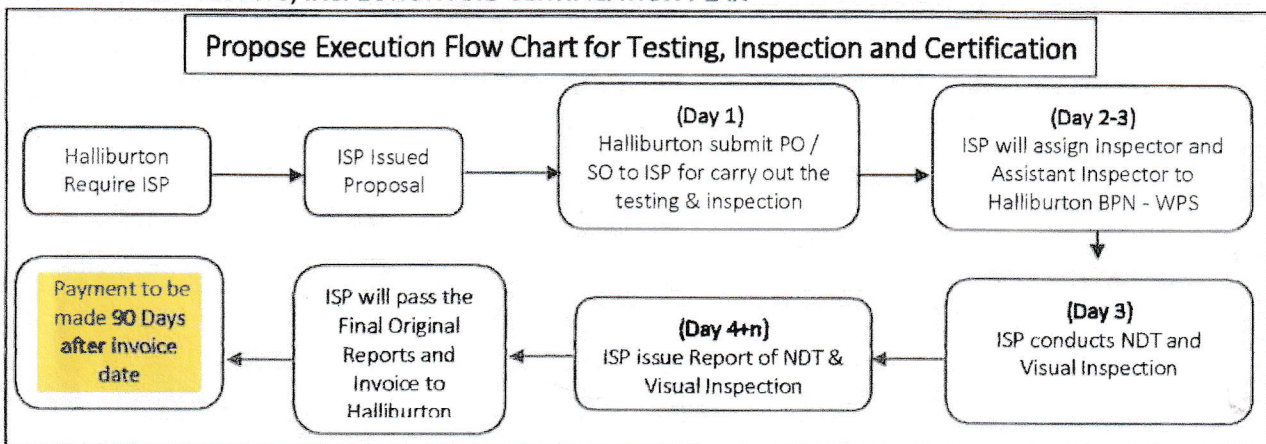 Propose Execution Flow Chart for Testing, Inspection and Certification
Halliburton
Require ISP
ISP Issued
Proposal
(Day 1)
Halliburton submit PO /
SO to ISP for carry out the
testing & inspection
(Day 2-3)
ISP will assign Inspector and
Assistant Inspector to
Halliburton BPN - WPS
(Day 3)
ISP conducts NDT and
Visual Inspection
(Day 4+n)
ISP issue Report of NDT &
Visual Inspection
ISP will pass the
Final Original
Reports and
Invoice to
Halliburton
Payment to be
made 90 Days
after invoice
date